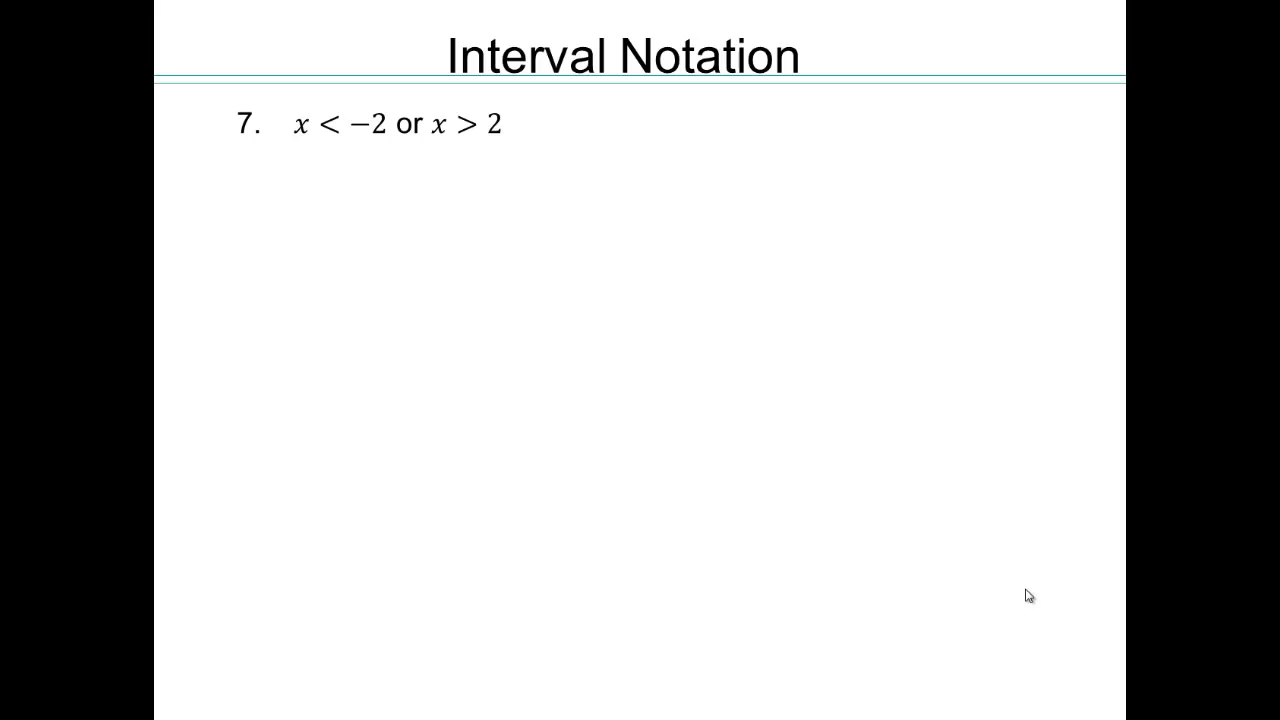 Interval Notation
7. x < −2 or x > 2